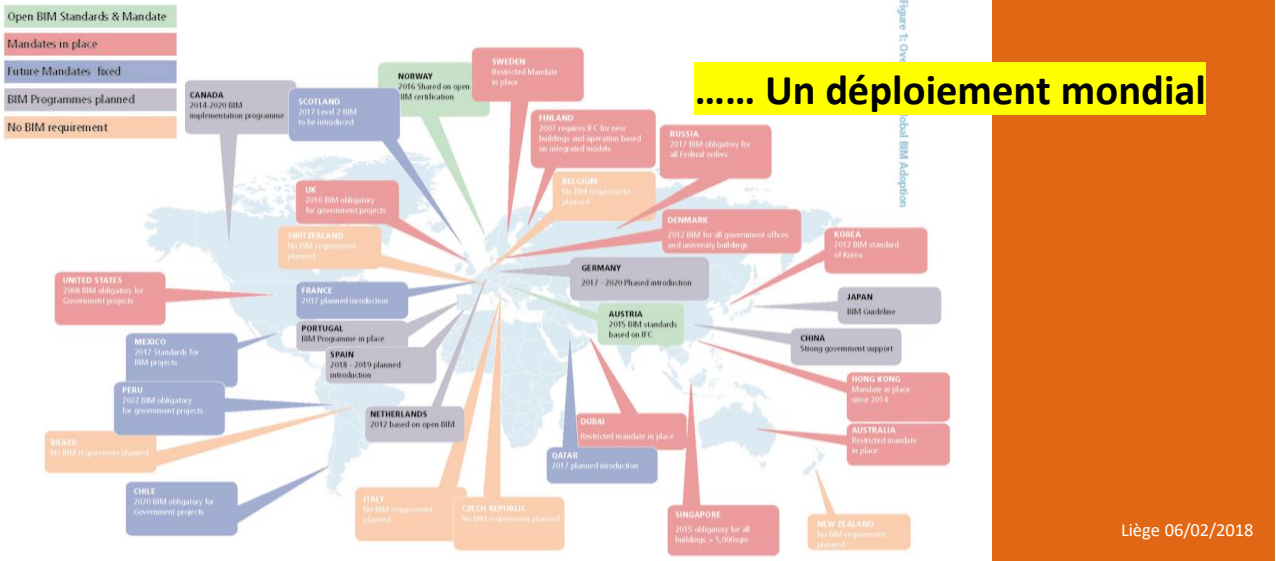 Open BIM Standards & Mandate
Mandates in place
Future Mandates fixed
BIM Programmes planned
No BIM requirement
...... Un déploiement mondial
Figure 1: Ove
lobal BIM Adoption
CANADA
2014-2020 BIM
implementation programme
SCOTLAND
2017 Level 2 BIM
to be introduced
NORWAY
2016 Shared on open
BIM certification
SWEDEN
Restricted Mandate
in place
FINLAND
2007 requires IFC for new
buildings and operation based
on integrated models
RUSSIA
2017 BIM obligatory for
all Federal orders
UK
2016 BIM obligatory
for government projects
BELGIUM
No BIM requirement
planned
SWITZERLAND
No BIM requirement
planned
DENMARK
2012 BIM for all government offices
and university buildings
KOREA
2012 BIM standard
of Korea
UNITED STATES
2008 BIM obligatory for
Government projects
FRANCE
2017 planned inroduction
GERMANY
2017 - 2020 Phased introduction
JAPAN
BIM Guideline
PORTUGAL
BIM Programme in place
AUSTRIA
2015 BIM standards
based on IFC
CHINA
Strong government support
MEXICO
2017 Standards for
BIM projects
SPAIN
2018 - 2019 planned
introduction
HONG KONG
Mandate in place
since 2014
PERU
2022 BIM obligatory
for government projects
NETHERLANDS
2012 based on open BIM
DUBAI
Restricted mandate in place
AUSTRALIA
Restricted mandate
in place
BRAZIL
No BIM requirement planned
QATAR
2017 planned inroduction
CHILE
2020 BIM obligatory for
Government projects
ITALY
No BIM requirement
planned
CZECH REPUBLIC
No BIM requirement planned
SINGAPORE
2015 obligatory for all
buildings > 5,000sqm
NEW ZEALAND
No BIM requirement
planned
Liège 06/02/2018